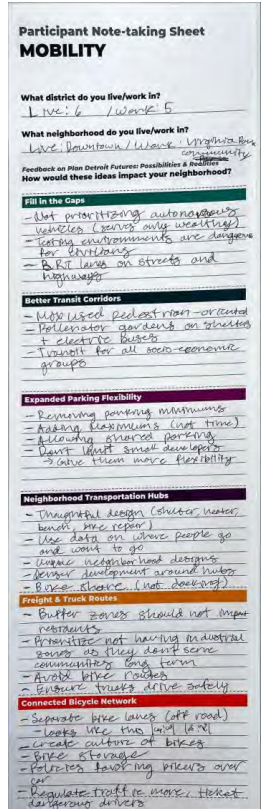 Participant Note-taking Sheet
MOBILITY
What district do you live/work in?
Live: 6 / Work: 5
What neighborhood do you live/work in?
Live: Downtown / Work: Virginia Park
community
Feedback on Plan Detroit Futures: Possibilities & Realities
How would these ideas impact your neighborhood?
Fill in the Gaps
- Not prioritizing autonomous
vehicles (serves only wealthy)
- Testing environments are dangerous
for civilians
- BRT lanes on streets and
highways
Better Transit Corridors
- Mix used pedestrian-oriented
- Pollenator gardens on shelters
+ electric buses
- Transit for all socio-economic
groups
Expanded Parking Flexibility
- Removing parking minimums
- Adding maximums (not time)
- Allowing shared parking
- Don't limit small developers
→ Give them more flexibility
Neighborhood Transportation Hubs
- Thoughtful design (shelter, heater,
bench, bike repair)
- Use data on where people go
and want to go
- Unique neighborhood designs
- Denser development around hubs
- Bike share (not docking)
Freight & Truck Routes
- Buffer zones should not impact
residents
- Prioritize not having industrial
zones as they don't serve
communities long term
- Avoid bike routes
- Ensure trucks drive safely
Connected Bicycle Network
- Separate bike lanes (off road)
- looks like this
- Create culture of bikes
- Bike storage
- Policies favoring bikers over
car
- Regulate traffic more, ticket
dangerous drivers